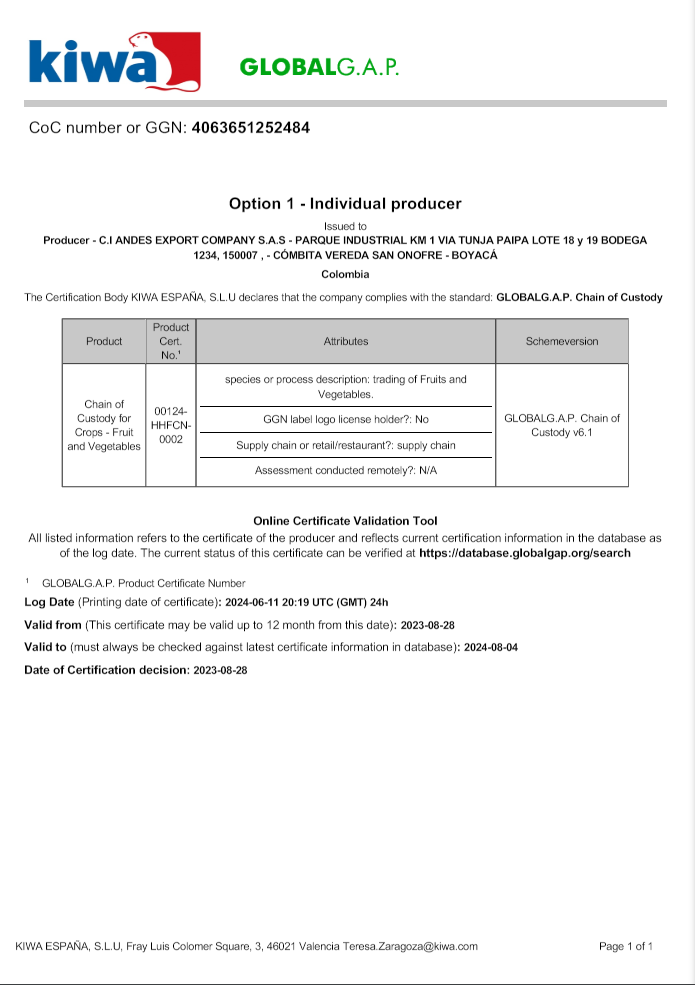 kiwa
GLOBALG.A.P.
CoC number or GGN: 4063651252484
Option 1 - Individual producer
Issued to
Producer - C.I ANDES EXPORT COMPANY S.A.S - PARQUE INDUSTRIAL KM 1 VIA TUNJA PAIPA LOTE 18 y 19 BODEGA
1234, 150007 , - CÓMBITA VEREDA SAN ONOFRE - BOYACÁ
Colombia
The Certification Body KIWA ESPAÑA, S.L.U declares that the company complies with the standard: GLOBALG.A.P. Chain of Custody
Product
Product
Cert.
No.¹
Attributes
Schemeversion
Chain of
Custody for
Crops - Fruit
and Vegetables
00124-
HHFCN-
0002
species or process description: trading of Fruits and
Vegetables.
GGN label logo license holder?: No
Supply chain or retail/restaurant?: supply chain
Assessment conducted remotely?: N/A
GLOBALG.A.P. Chain of
Custody v6.1
Online Certificate Validation Tool
All listed information refers to the certificate of the producer and reflects current certification information in the database as
of the log date. The current status of this certificate can be verified at https://database.globalgap.org/search
¹ GLOBALG.A.P. Product Certificate Number
Log Date (Printing date of certificate): 2024-06-11 20:19 UTC (GMT) 24h
Valid from (This certificate may be valid up to 12 month from this date): 2023-08-28
Valid to (must always be checked against latest certificate information in database): 2024-08-04
Date of Certification decision: 2023-08-28
KIWA ESPAÑA, S.L.U, Fray Luis Colomer Square, 3, 46021 Valencia Teresa.Zaragoza@kiwa.com
Page 1 of 1